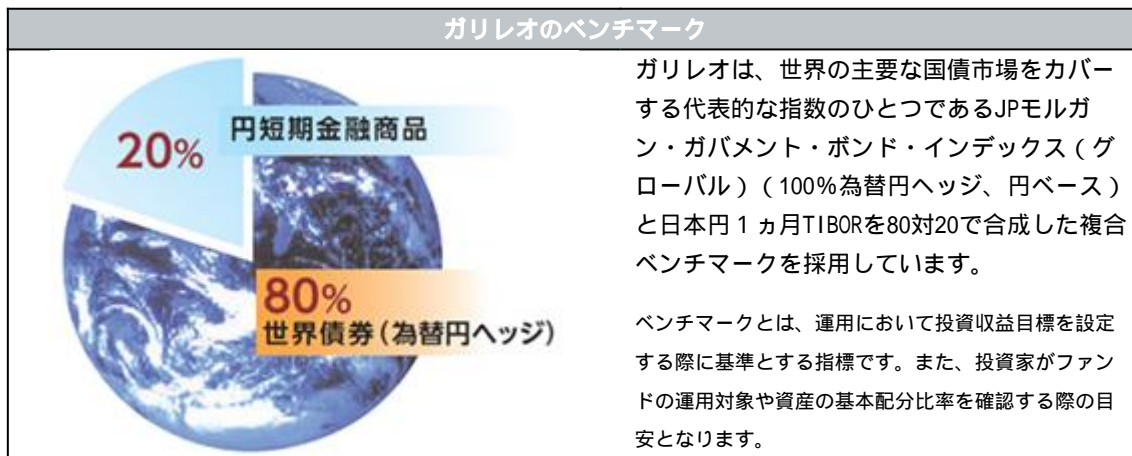 ガリレオのベンチマーク
20%
円短期金融商品
80%
世界債券(為替円ヘッジ)
ガリレオは、世界の主要な国債市場をカバー
する代表的な指数のひとつであるJPモルガ
ン・ガバメント・ボンド・インデックス(グ
ローバル)(100%為替円ヘッジ、円ベース)
と日本円1ヵ月TIBORを80対20で合成した複合
ベンチマークを採用しています。
ベンチマークとは、運用において投資収益目標を設定
する際に基準とする指標です。また、投資家がファン
ドの運用対象や資産の基本配分比率を確認する際の目
安となります。